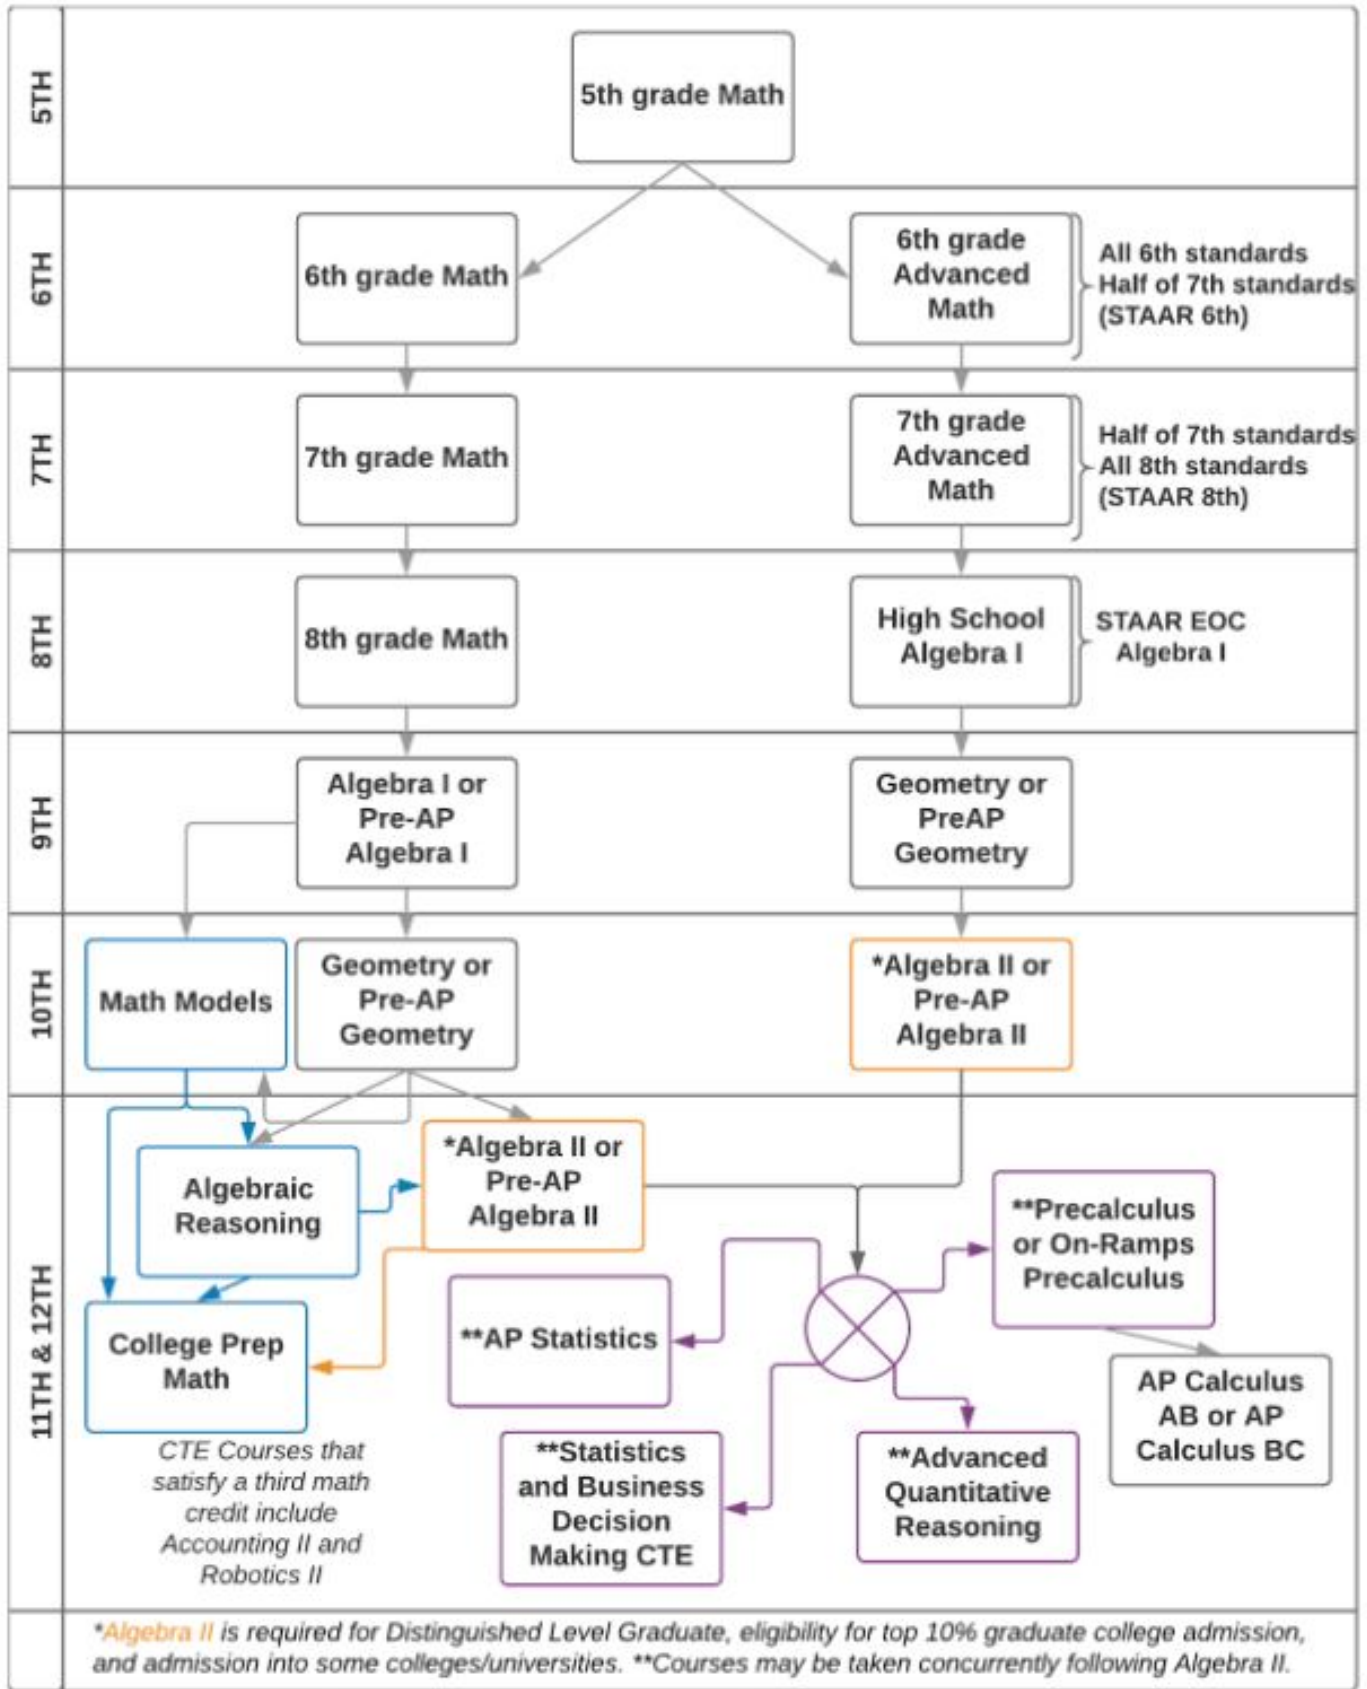 5TH
5th grade Math
6TH
6th grade Math
6th grade
Advanced
Math
All 6th standards
Half of 7th standards
(STAAR 6th)
7TH
7th grade Math
7th grade
Advanced
Math
Half of 7th standards
All 8th standards
(STAAR 8th)
8TH
8th grade Math
High School
Algebra I
STAAR EOC
Algebra I
9TH
Algebra I or
Pre-AP
Algebra I
Geometry or
PreAP
Geometry
10TH
Math Models
Geometry or
Pre-AP
Geometry
*Algebra II or
Pre-AP
Algebra II
11TH & 12TH
Algebraic
Reasoning
*Algebra II or
Pre-AP
Algebra II
**Precalculus
or On-Ramps
Precalculus
College Prep
Math
**AP Statistics
AP Calculus
AB or AP
Calculus BC
CTE Courses that
satisfy a third math
credit include
Accounting II and
Robotics II
**Statistics
and Business
Decision
Making CTE
**Advanced
Quantitative
Reasoning
*Algebra II is required for Distinguished Level Graduate, eligibility for top 10% graduate college admission,
and admission into some colleges/universities. **Courses may be taken concurrently following Algebra II.